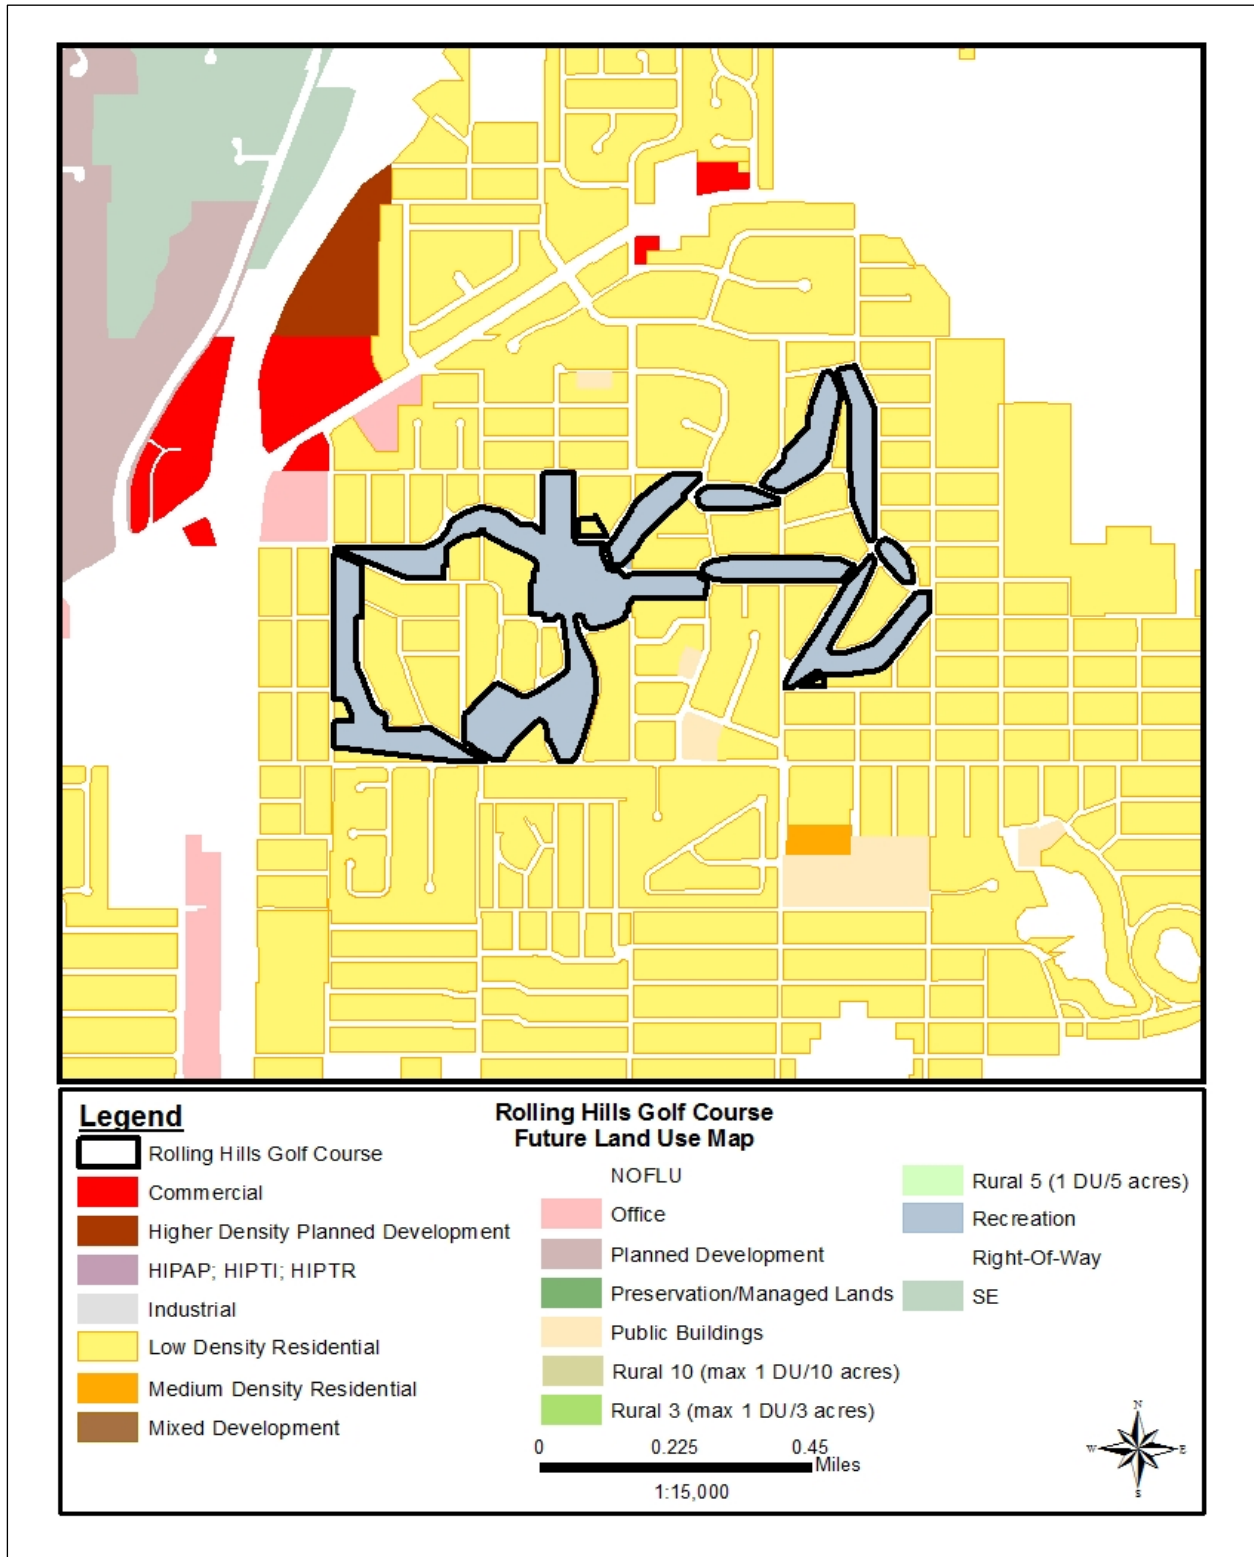 Legend
Rolling Hills Golf Course
Future Land Use Map
Rolling Hills Golf Course
Commercial
Higher Density Planned Development
HIPAP; HIPTI; HIPTR
Industrial
Low Density Residential
Medium Density Residential
Mixed Development
NOFLU
Office
Planned Development
Preservation/Managed Lands
Public Buildings
Rural 10 (max 1 DU/10 acres)
Rural 3 (max 1 DU/3 acres)
Rural 5 (1 DU/5 acres)
Recreation
Right-Of-Way
SE
0 0.225 0.45
Miles
1:15,000
N
W E
S